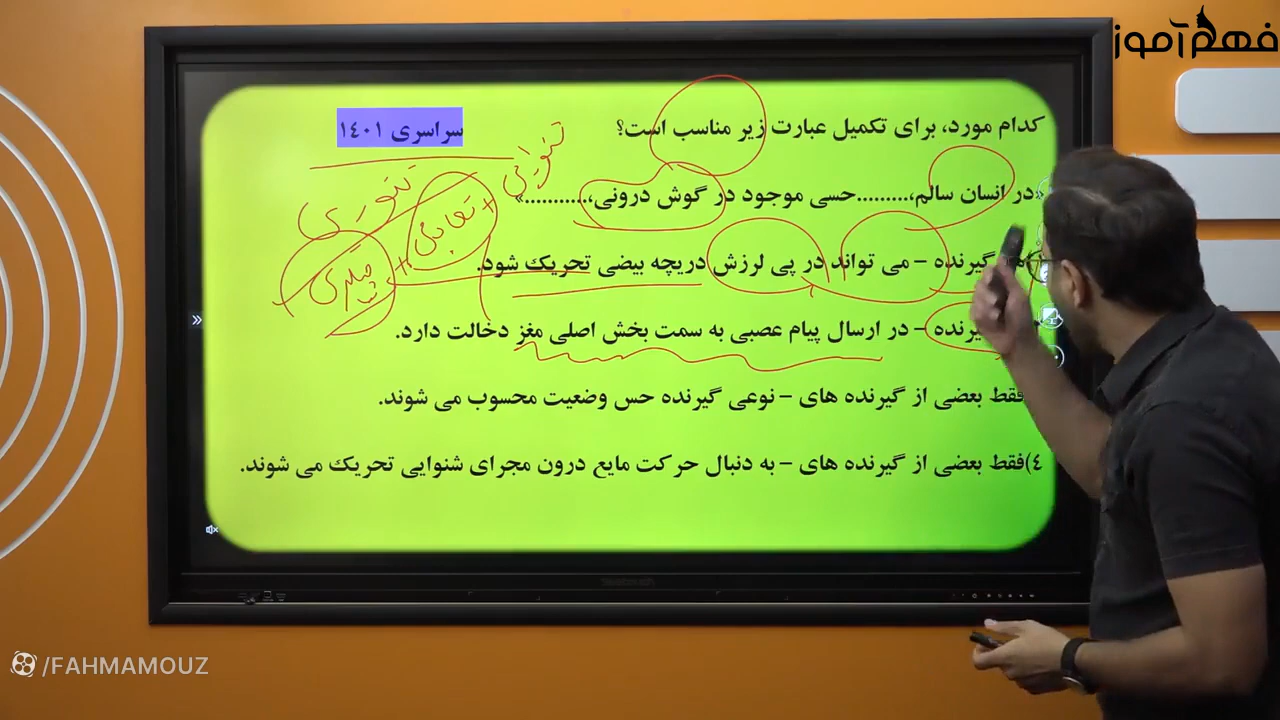 فهم‌آموز
کدام مورد، برای تکمیل عبارت زیر مناسب است؟
سراسری ١٤٠١
«در انسان سالم،.........حسی موجود در گوش درونی،...........»
گیرنده – می تواند در پی لرزش دریچه بیضی تحریک شود.
– در ارسال پیام عصبی به سمت بخش اصلی مغز دخالت دارد.
فقط بعضی از گیرنده های – نوعی گیرنده حس وضعیت محسوب می شوند.
٤)فقط بعضی از گیرنده های – به دنبال حرکت مایع درون مجرای شنوایی تحریک می شوند.
تعادلی
/FAHMAMOUZ